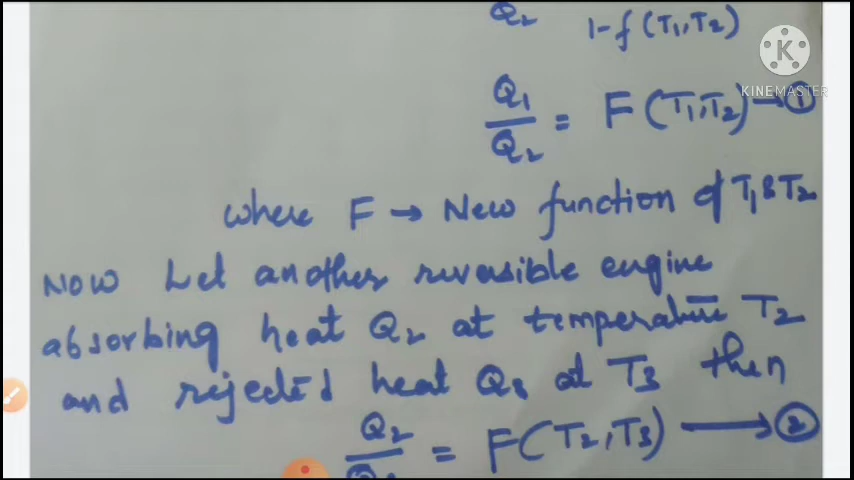 Q₂ 1-f(T₁,T₂)
KINEMASTER
Q₁/Q₂ = F(T₁,T₂) → ①
where F → New function of T₁ & T₂
Now Let another reversible engine
absorbing heat Q₂ at temperature T₂
and rejected heat Q₃ at T₃ then
Q₂/ = F(T₂,T₃) → ②